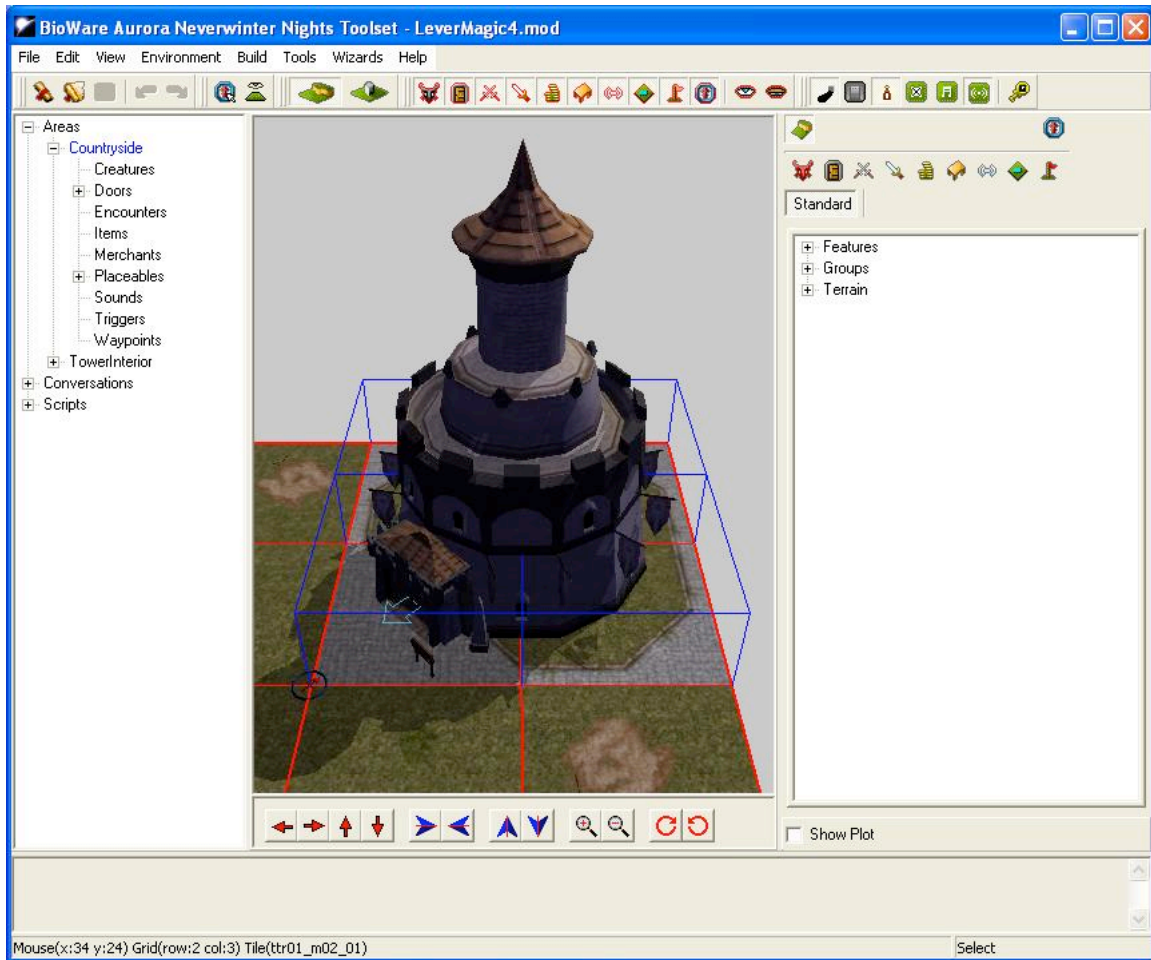 BioWare Aurora Neverwinter Nights Toolset - LeverMagic4.mod
File Edit View Environment Build Tools Wizards Help
Areas
Countryside
Creatures
Doors
Encounters
Items
Merchants
Placeables
Sounds
Triggers
Waypoints
TowerInterior
Conversations
Scripts
Standard
Features
Groups
Terrain
Show Plot
Mouse(x:34 y:24) Grid(row:2 col:3) Tile(ttr01_m02_01)
Select